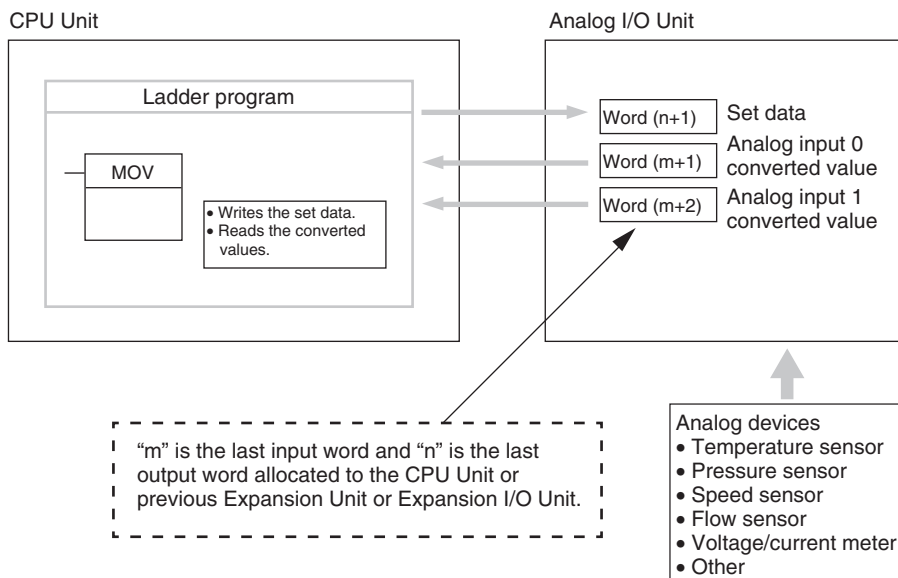 CPU Unit
Analog I/O Unit
Ladder program
MOV
• Writes the set data.
• Reads the converted
values.
Word (n+1)
Set data
Word (m+1)
Analog input 0
converted value
Word (m+2)
Analog input 1
converted value
“m” is the last input word and “n” is the last
output word allocated to the CPU Unit or
previous Expansion Unit or Expansion I/O Unit.
Analog devices
• Temperature sensor
• Pressure sensor
• Speed sensor
• Flow sensor
• Voltage/current meter
• Other